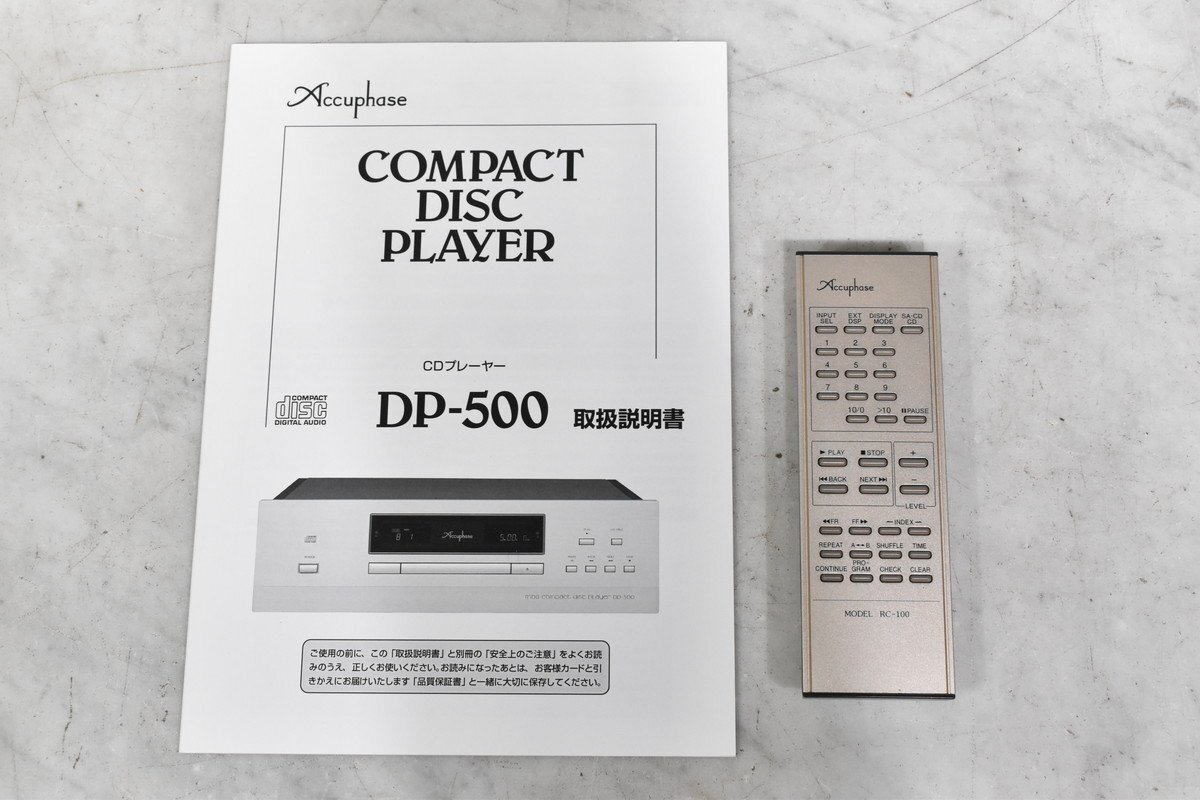 Accuphase
COMPACT
DISC
PLAYER
CDプレーヤー
COMPACT
disc
DIGITAL AUDIO
DP-500 取扱説明書
Accuphase
ご使用の前に、この「取扱説明書」と別冊の「安全上のご注意」をよくお読
みのうえ、正しくお使いください。お読みになったあとは、お客様カードと引
きかえにお届けいたします「品質保証書」と一緒に大切に保存してください。
Accuphase
INPUT SEL EXT DSP DISPLAY MODE SA-CD CD
1 2 3
4 5 6
7 8 9
10/0 >10 PAUSE
PLAY STOP +
BACK NEXT −
LEVEL
FR FF INDEX
REPEAT A↔B SHUFFLE TIME
CONTINUE PRO-GRAM CHECK CLEAR
MODEL RC-100